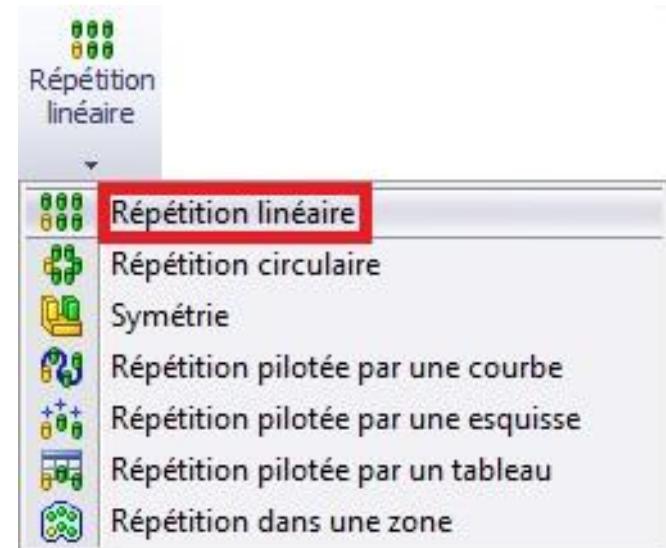 Répétition
linéaire
Répétition linéaire
Répétition circulaire
Symétrie
Répétition pilotée par une courbe
Répétition pilotée par une esquisse
Répétition pilotée par un tableau
Répétition dans une zone